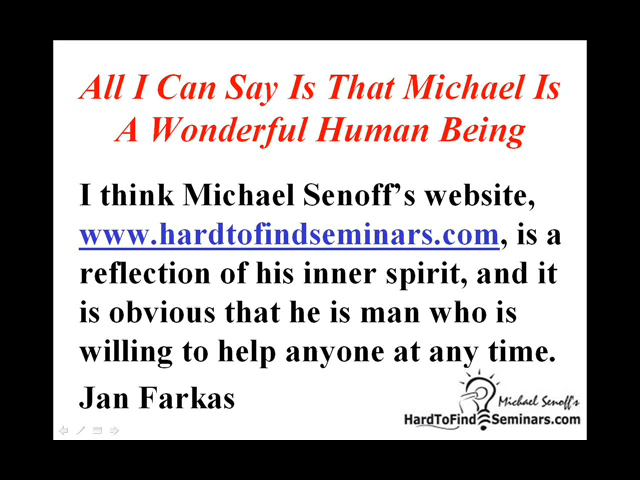 All I Can Say Is That Michael Is
A Wonderful Human Being
I think Michael Senoff's website,
www.hardtofindseminars.com, is a
reflection of his inner spirit, and it
is obvious that he is man who is
willing to help anyone at any time.
Jan Farkas
Michael Senoff's
HardToFindSeminars.com